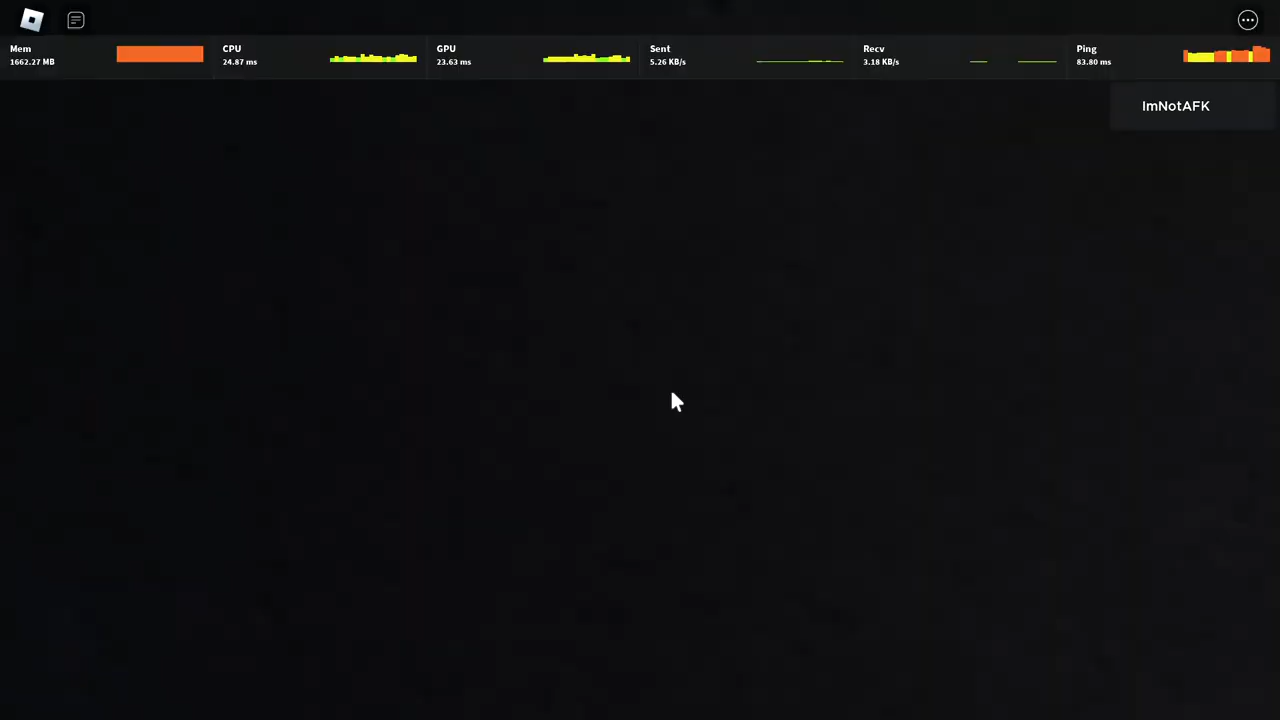 Mem
1662.27 MB
CPU
24.87 ms
GPU
23.63 ms
Sent
5.26 KB/s
Recv
3.18 KB/s
Ping
83.80 ms
ImNotAFK